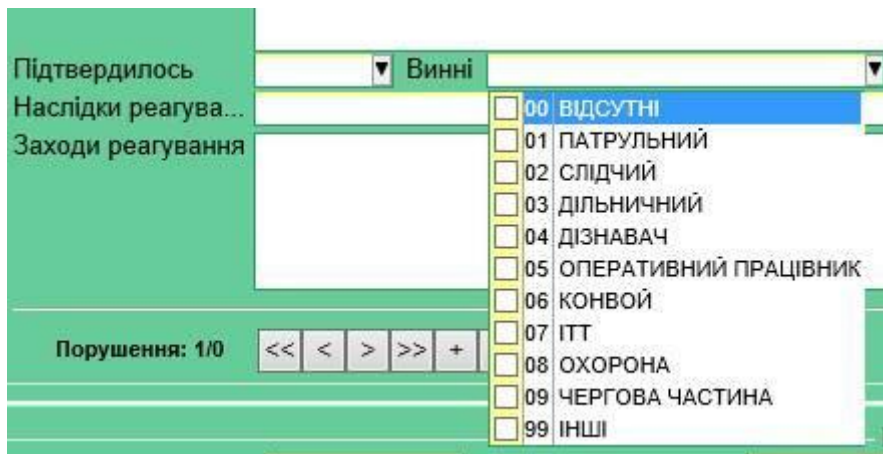 Підтвердилось
Винні
Наслідки реагува...
Заходи реагування
00 ВІДСУТНІ
01 ПАТРУЛЬНИЙ
02 СЛІДЧИЙ
03 ДІЛЬНИЧНИЙ
04 ДІЗНАВАЧ
05 ОПЕРАТИВНИЙ ПРАЦІВНИК
06 КОНВОЙ
07 ІТТ
08 ОХОРОНА
09 ЧЕРГОВА ЧАСТИНА
99 ІНШІ
Порушення: 1/0 << < > >> +